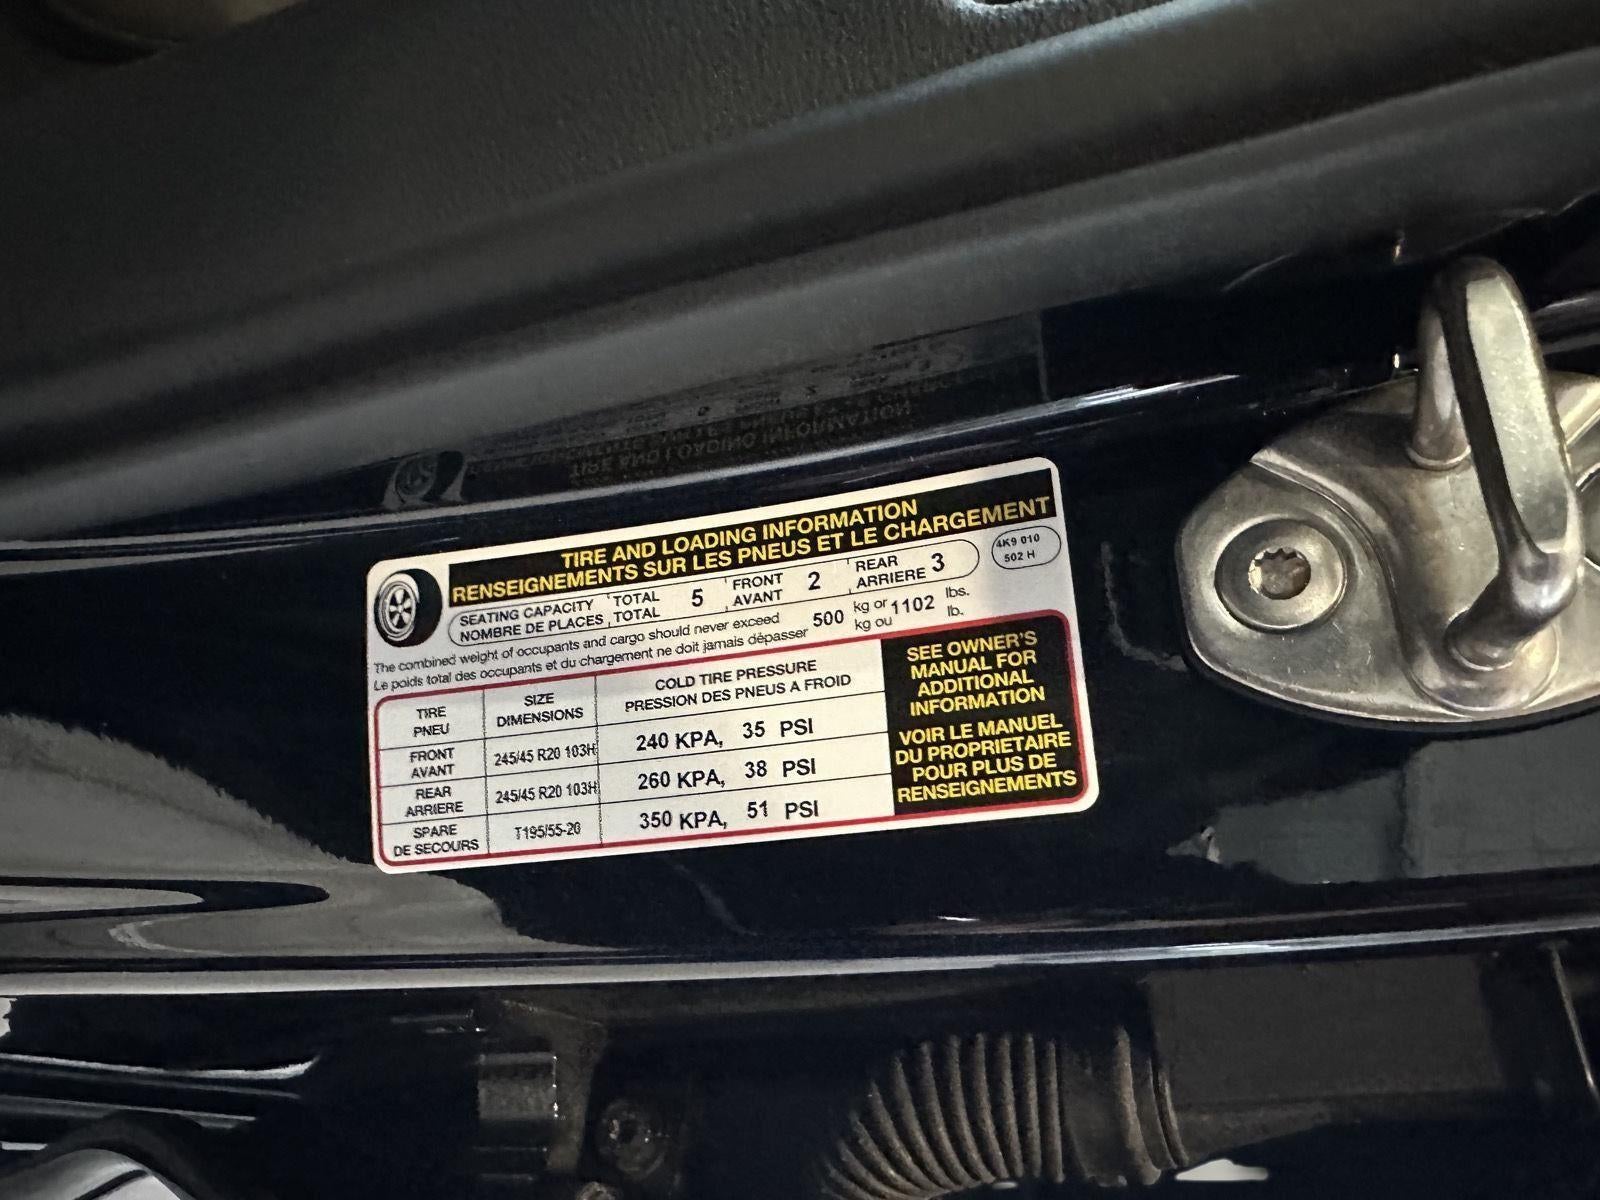 TIRE AND LOADING INFORMATION
RENSEIGNEMENTS SUR LES PNEUS ET LE CHARGEMENT
SEATING CAPACITY TOTAL 5 FRONT 2 REAR 3
NOMBRE DE PLACES TOTAL AVANT ARRIERE
4K9 010
502 H
The combined weight of occupants and cargo should never exceed 500 kg or 1102 lbs.
Le poids total des occupants et du chargement ne doit jamais dépasser kg ou lb.
TIRE SIZE COLD TIRE PRESSURE
PNEU DIMENSIONS PRESSION DES PNEUS A FROID
FRONT
AVANT 245/45 R20 103H 240 KPA, 35 PSI
REAR
ARRIERE 245/45 R20 103H 260 KPA, 38 PSI
SPARE
DE SECOURS T195/55-20 350 KPA, 51 PSI
SEE OWNER'S
MANUAL FOR
ADDITIONAL
INFORMATION
VOIR LE MANUEL
DU PROPRIETAIRE
POUR PLUS DE
RENSEIGNEMENTS